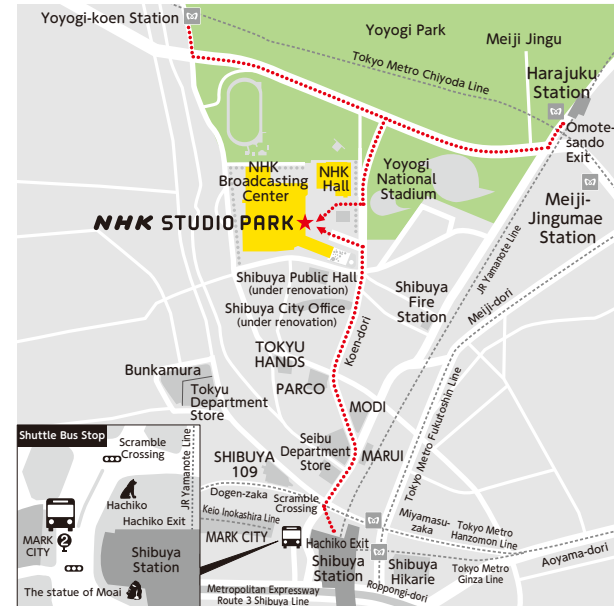 Yoyogi-koen Station
Yoyogi Park
Meiji Jingu
Tokyo Metro Chiyoda Line
Harajuku
Station
Omote-
sando
Exit
NHK
Broadcasting
Center
NHK
Hall
Yoyogi
National
Stadium
Meiji-
Jingumae
Station
NHK STUDIO PARK
JR Yamanote Line
Meiji-dori
Shibuya Public Hall
(under renovation)
Shibuya City Office
(under renovation)
Shibuya
Fire
Station
Koen-dori
TOKYU
HANDS
Bunkamura
Tokyu
Department
Store
PARCO
MODI
Tokyo Metro Fukutoshin Line
Seibu
Department
Store
MARUI
SHIBUYA
109
Dogen-zaka
Scramble
Crossing
Keio Inokashira Line
MARK CITY
Hachiko Exit
Shibuya
Station
Miyamasu-
zaka
Tokyo Metro
Hanzomon Line
Shibuya
Hikarie
Tokyo Metro
Ginza Line
Aoyama-dori
Roppongi-dori
Metropolitan Expressway
Route 3 Shibuya Line
Shuttle Bus Stop
Scramble
Crossing
JR Yamanote Line
Hachiko
Hachiko Exit
MARK
CITY
2
Shibuya
Station
The statue of Moai